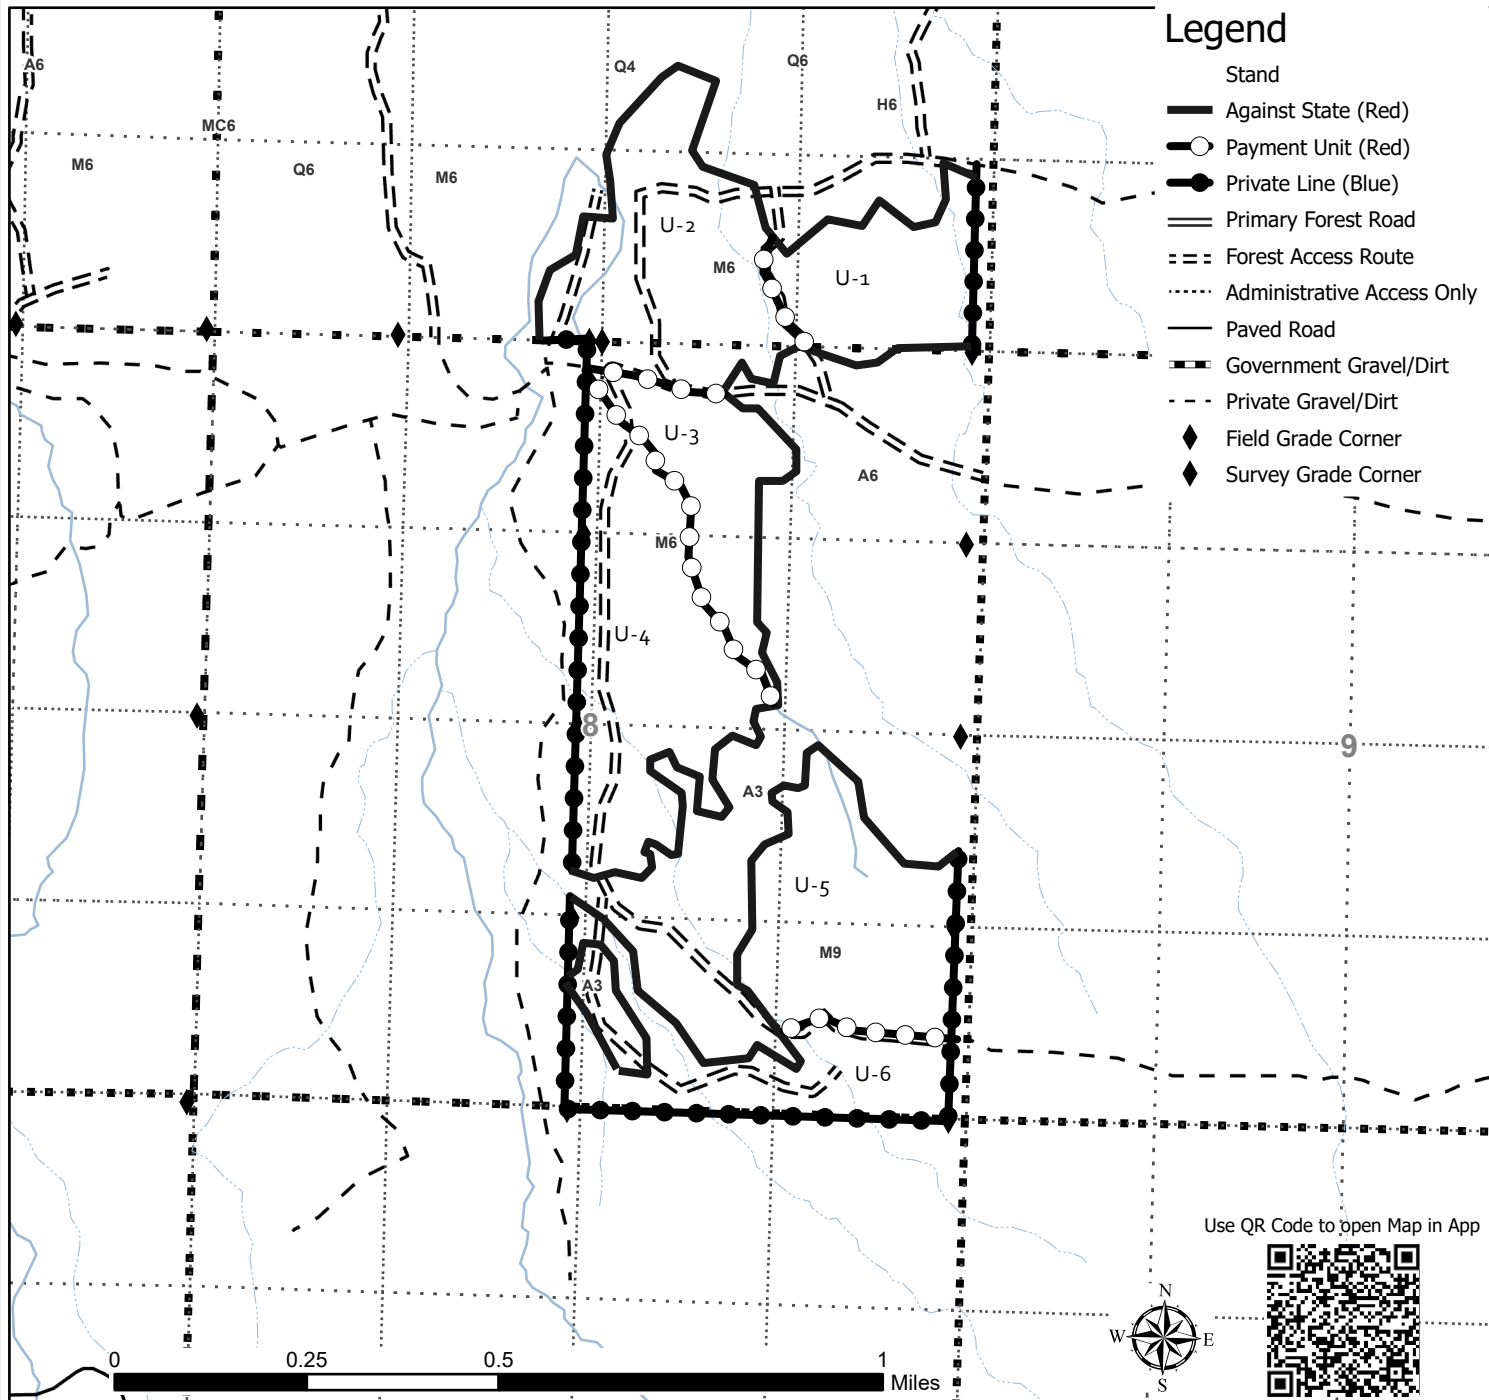 Legend
Stand
Against State (Red)
Payment Unit (Red)
Private Line (Blue)
Primary Forest Road
Forest Access Route
Administrative Access Only
Paved Road
Government Gravel/Dirt
Private Gravel/Dirt
Field Grade Corner
Survey Grade Corner
A6
Q4
Q6
H6
MC6
M6
Q6
M6
U-2
M6
U-1
U-3
A6
M6
U-4
8
9
A3
U-5
M9
A3
U-6
Use QR Code to open Map in App
N
W
E
S
0
0.25
0.5
1
Miles